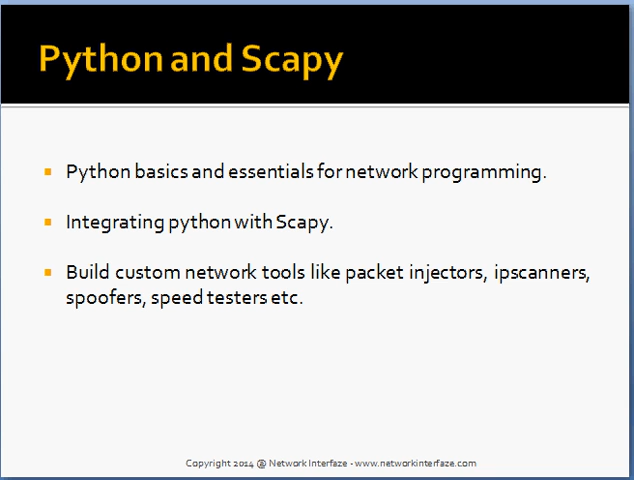 Python and Scapy
Python basics and essentials for network programming.
Integrating python with Scapy.
Build custom network tools like packet injectors, ipscanners,
spoofers, speed testers etc.
Copyright 2014 @ Network Interfaze - www.networkinterfaze.com